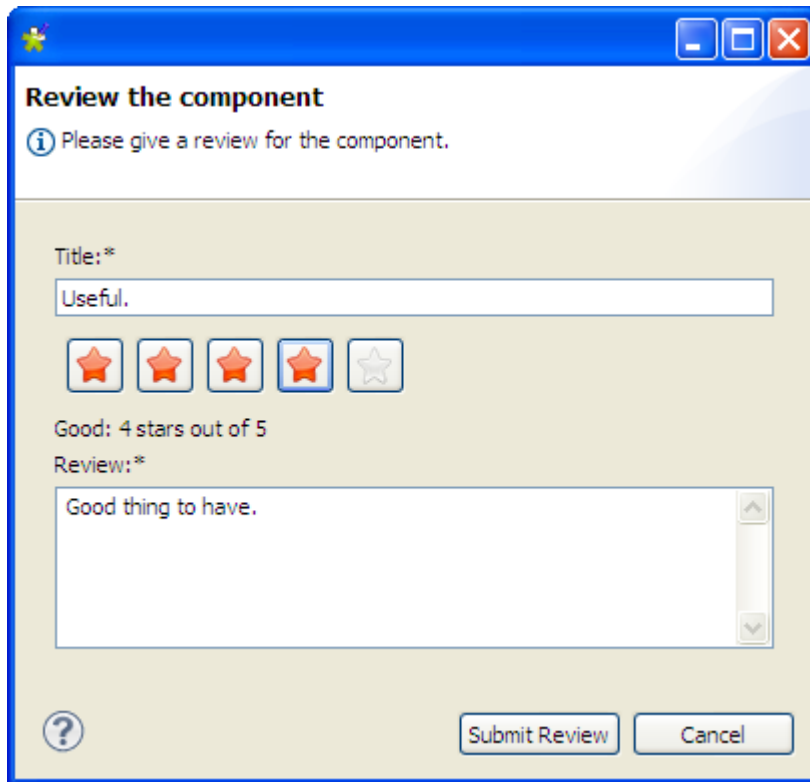 Review the component
Please give a review for the component.
Title:*
Useful.
Good: 4 stars out of 5
Review:*
Good thing to have.
Submit Review
Cancel